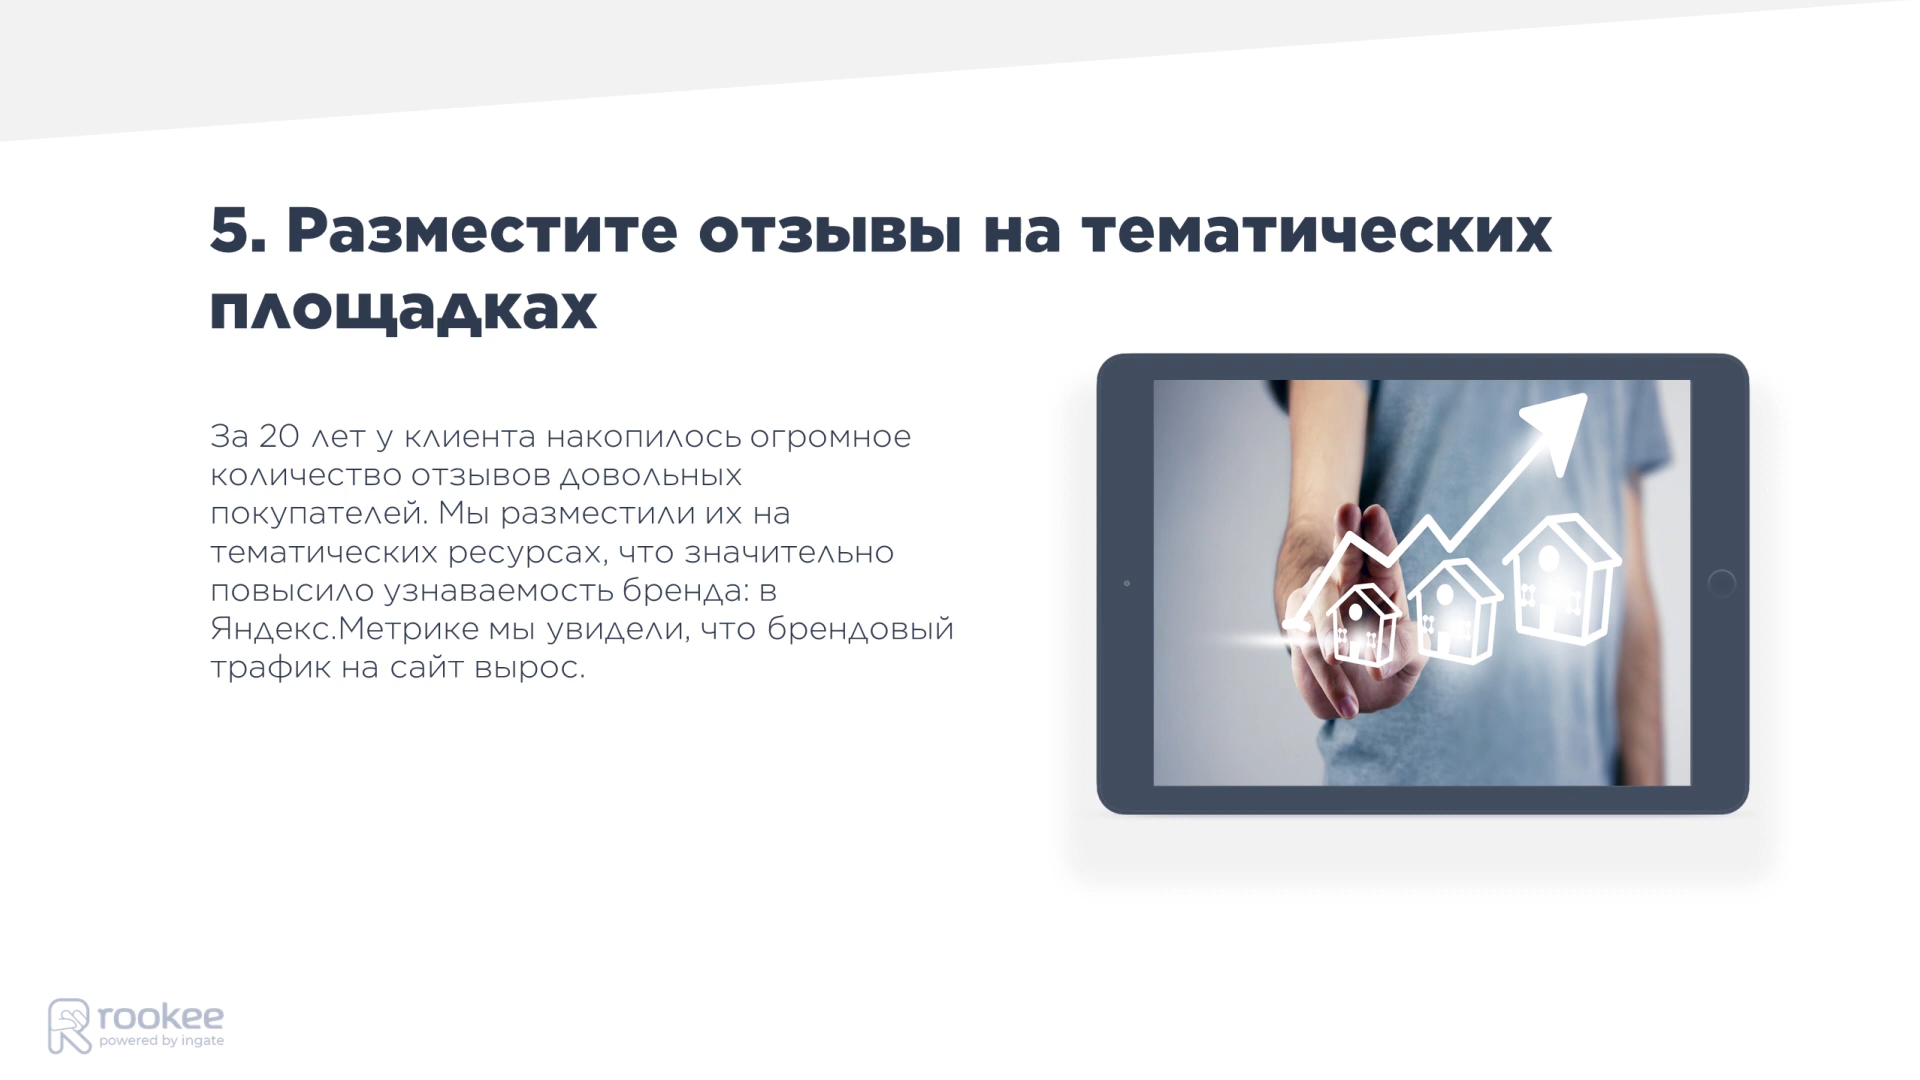 5. Разместите отзывы на тематических
площадках
За 20 лет у клиента накопилось огромное
количество отзывов довольных
покупателей. Мы разместили их на
тематических ресурсах, что значительно
повысило узнаваемость бренда: в
Яндекс.Метрике мы увидели, что брендовый
трафик на сайт вырос.
rookee
powered by ingate